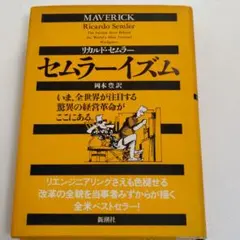 MAVERICK
Ricardo Semler
The Success Story Behind
the World's Most Unusual
Workplace
リカルド・セムラー
セムラーイズム
岡本 豊訳
いま、全世界が注目する
驚異の経営革命が
ここにある。
リエンジニアリングさえも色褪せる
改革の全貌を当事者みずからが描く
全米ベストセラー!
新潮社